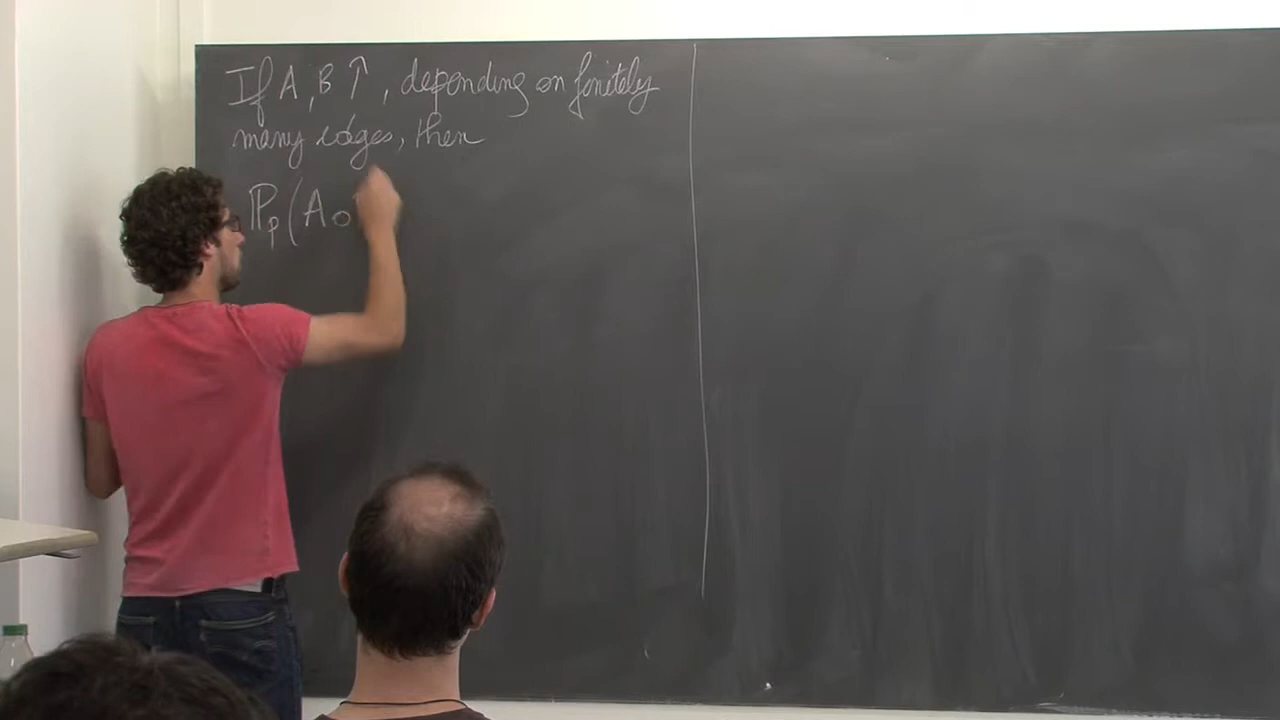 If A, B ↑, depending on finitely
many edges, then
ℙp(A ∘